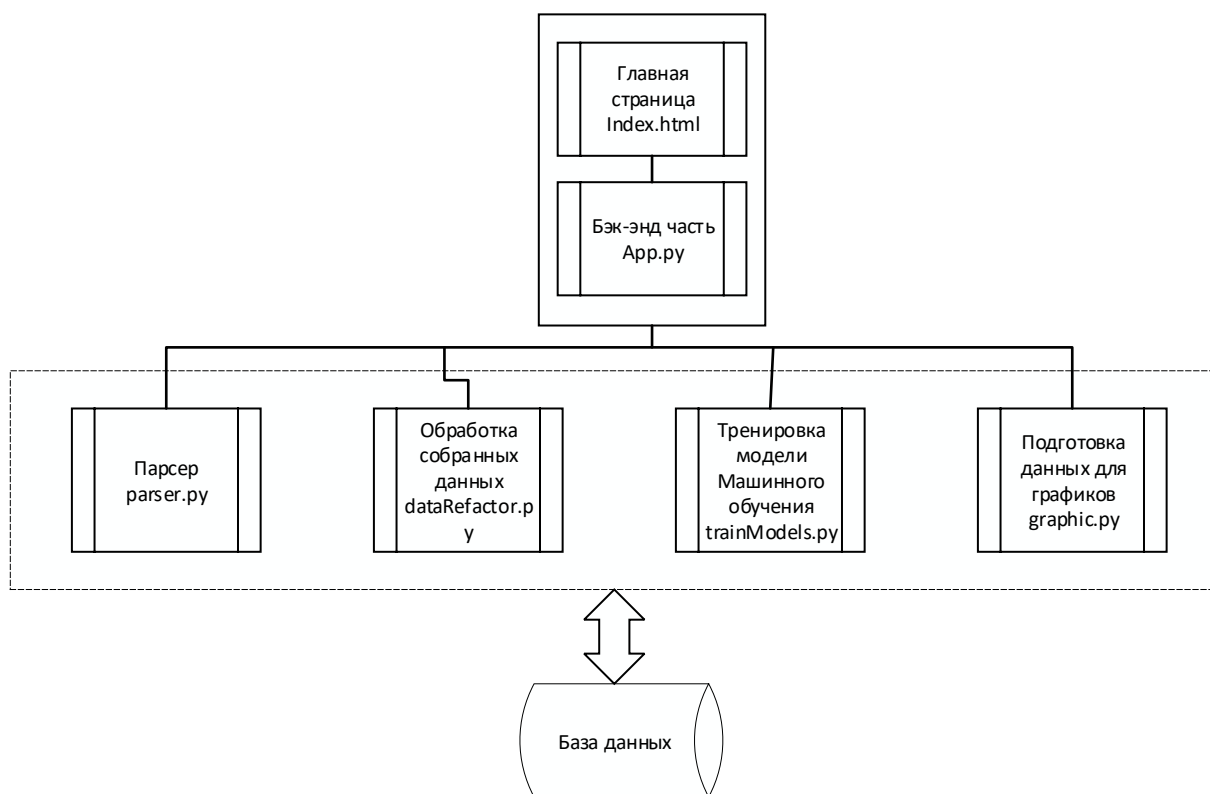 Главная
страница
Index.html
Бэк-энд часть
App.py
Парсер
parser.py
Обработка
собранных
данных
dataRefactor.p
y
Тренировка
модели
Машинного
обучения
trainModels.py
Подготовка
данных для
графиков
graphic.py
База данных